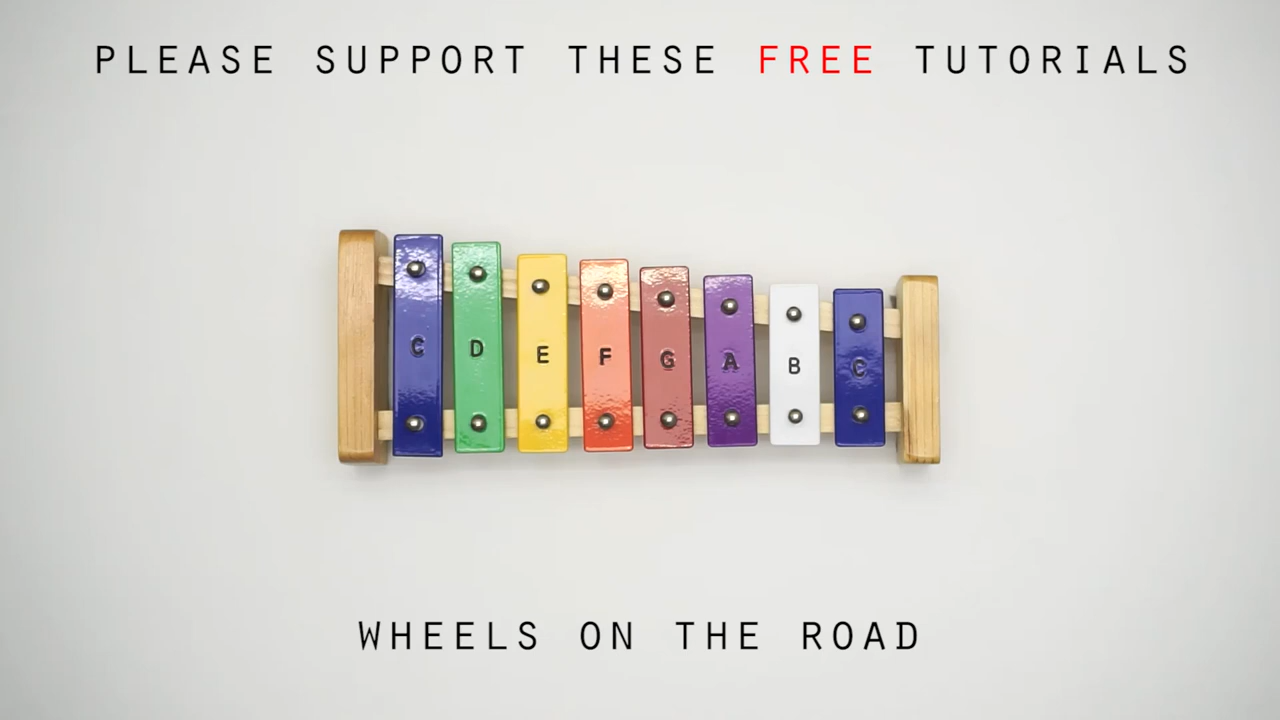 PLEASE SUPPORT THESE FREE TUTORIALS
C D E F G A B C
WHEELS ON THE ROAD